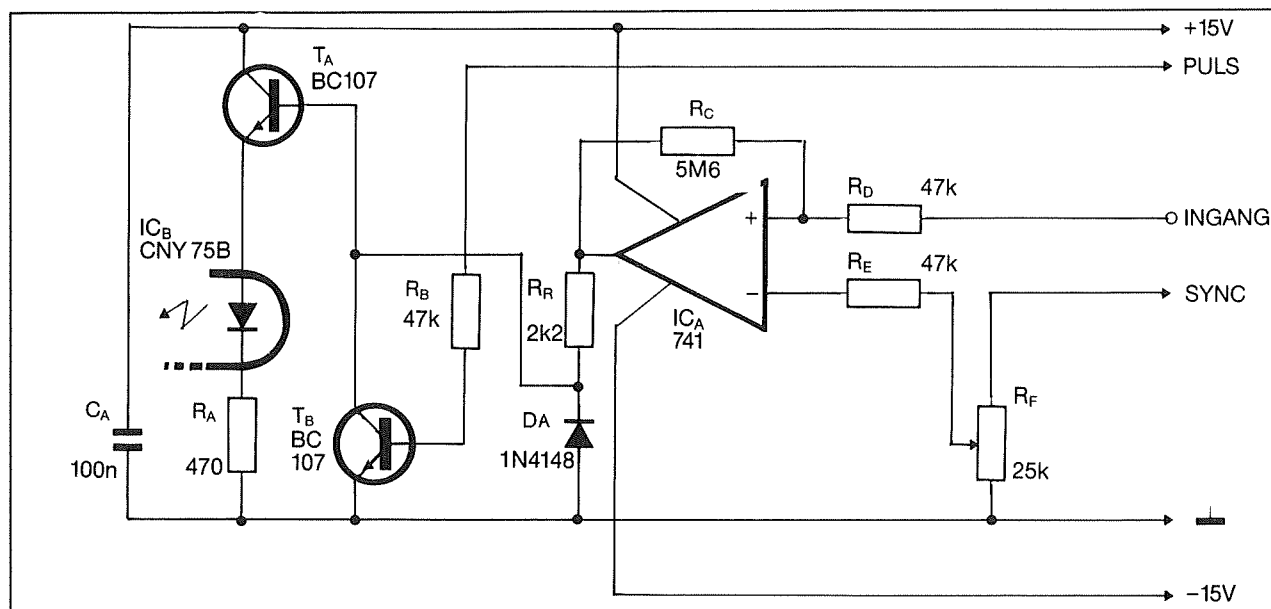 +15V
PULS
T_A
BC107
R_C
5M6
R_D 47k
+
INGANG
IC_B
CNY 75B
R_E 47k
−
SYNC
R_B
47k
R_R
2k2
IC_A
741
C_A
100n
R_A
470
T_B
BC
107
D_A
1N4148
R_F
25k
−15V